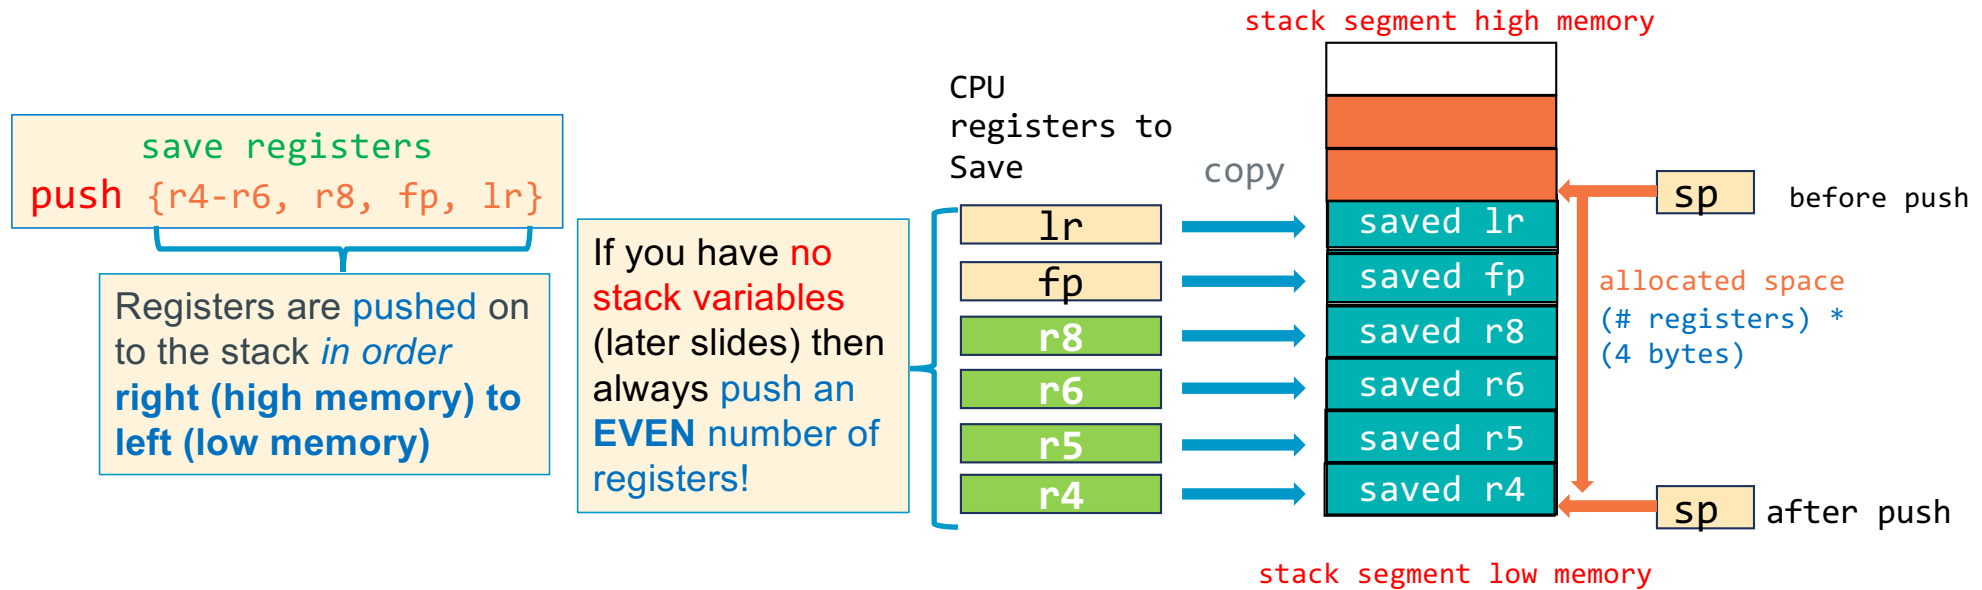 save registers
push {r4-r6, r8, fp, lr}
Registers are pushed on
to the stack in order
right (high memory) to
left (low memory)
If you have no
stack variables
(later slides) then
always push an
EVEN number of
registers!
CPU
registers to
Save
lr
fp
r8
r6
r5
r4
copy
stack segment high memory
saved lr
saved fp
saved r8
saved r6
saved r5
saved r4
stack segment low memory
sp before push
allocated space
(# registers) *
(4 bytes)
sp after push